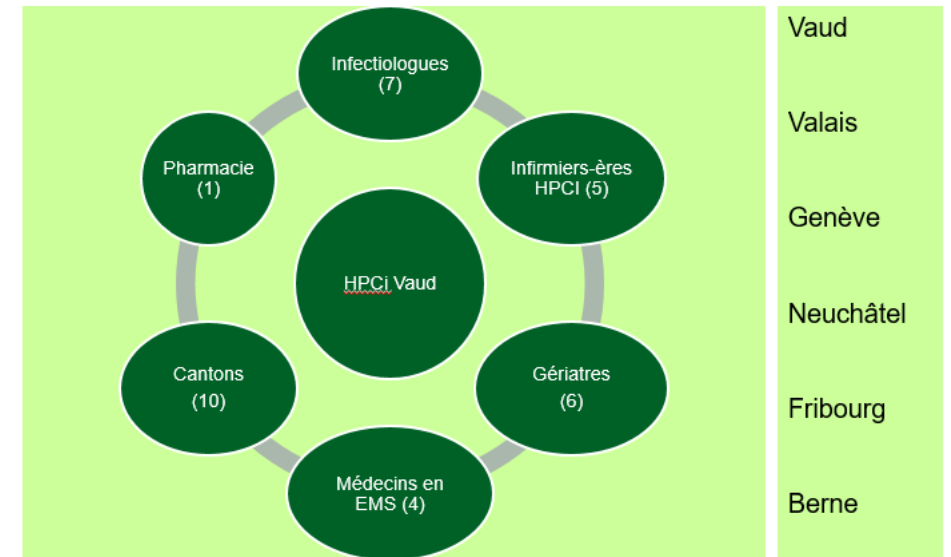 Infectiologues
(7)
Infirmiers-ères
HPCI (5)
Gériatres
(6)
Médecins en
EMS (4)
Cantons
(10)
Pharmacie
(1)
HPCi Vaud
Vaud
Valais
Genève
Neuchâtel
Fribourg
Berne